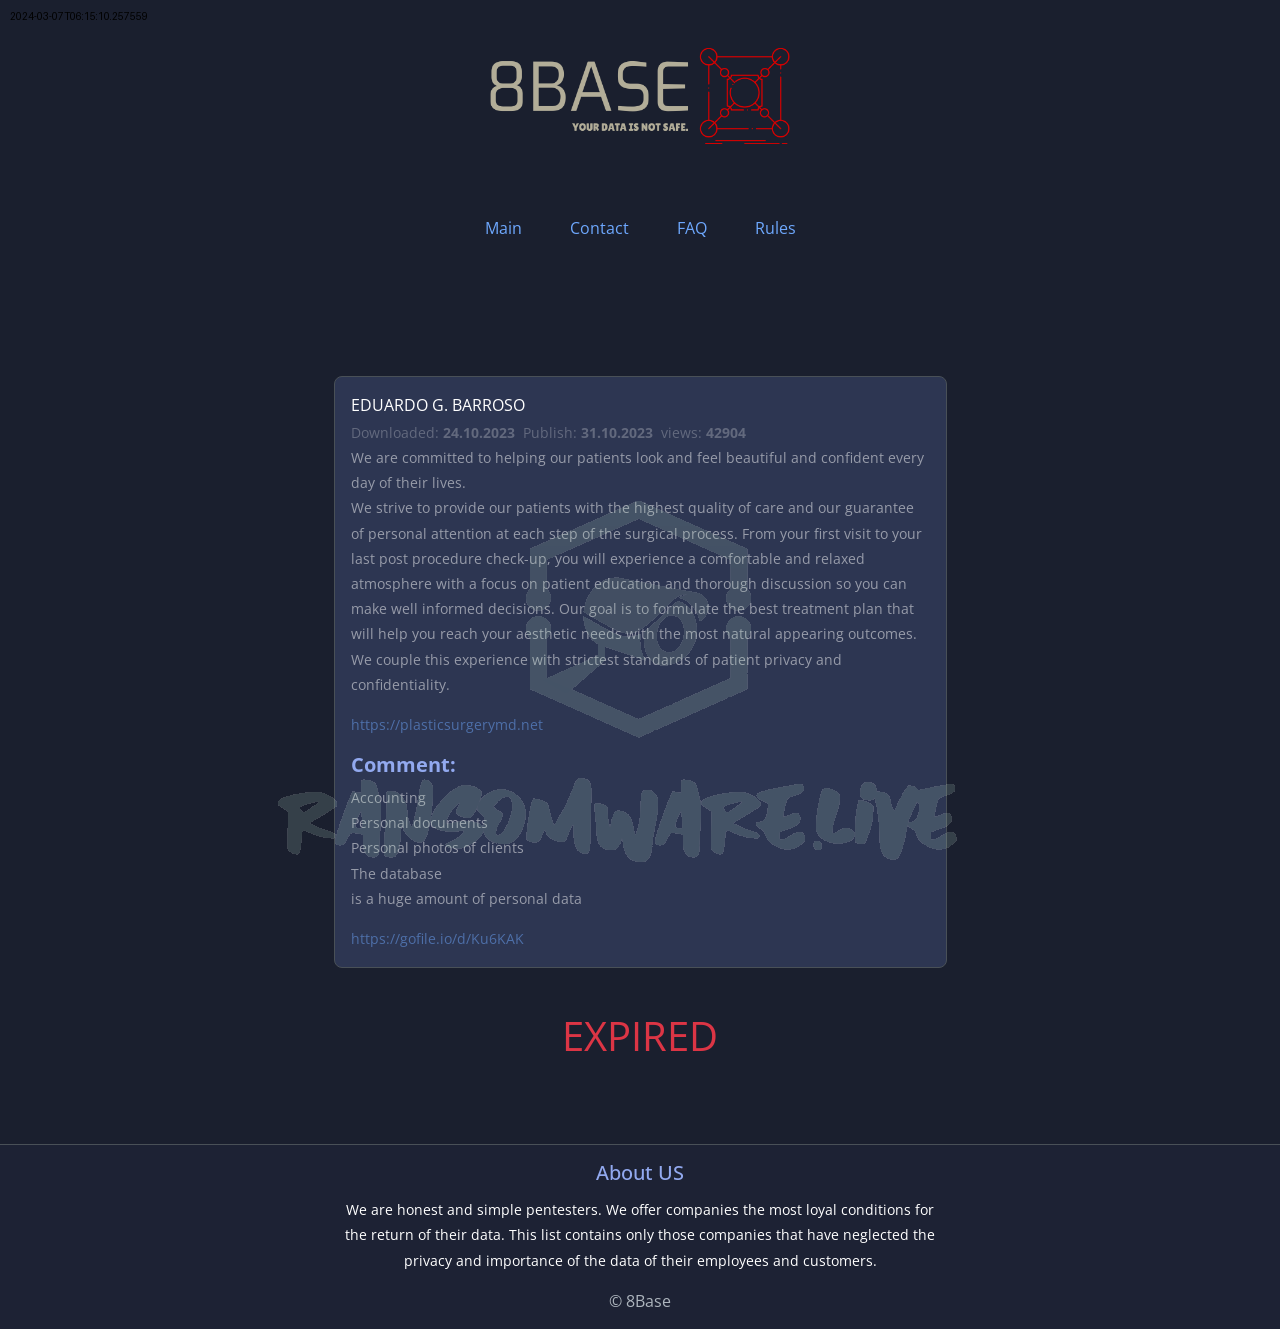 2024-03-07T06:15:10.257559
8BASE
YOUR DATA IS NOT SAFE.
Main Contact FAQ Rules
EDUARDO G. BARROSO
Downloaded: 24.10.2023 Publish: 31.10.2023 views: 42904
We are committed to helping our patients look and feel beautiful and confident every
day of their lives.
We strive to provide our patients with the highest quality of care and our guarantee
of personal attention at each step of the surgical process. From your first visit to your
last post procedure check-up, you will experience a comfortable and relaxed
atmosphere with a focus on patient education and thorough discussion so you can
make well informed decisions. Our goal is to formulate the best treatment plan that
will help you reach your aesthetic needs with the most natural appearing outcomes.
We couple this experience with strictest standards of patient privacy and
confidentiality.
https://plasticsurgerymd.net
Comment:
RANSOMWARE.LIVE
Accounting
Personal documents
Personal photos of clients
The database
is a huge amount of personal data
https://gofile.io/d/Ku6KAK
EXPIRED
About US
We are honest and simple pentesters. We offer companies the most loyal conditions for
the return of their data. This list contains only those companies that have neglected the
privacy and importance of the data of their employees and customers.
© 8Base